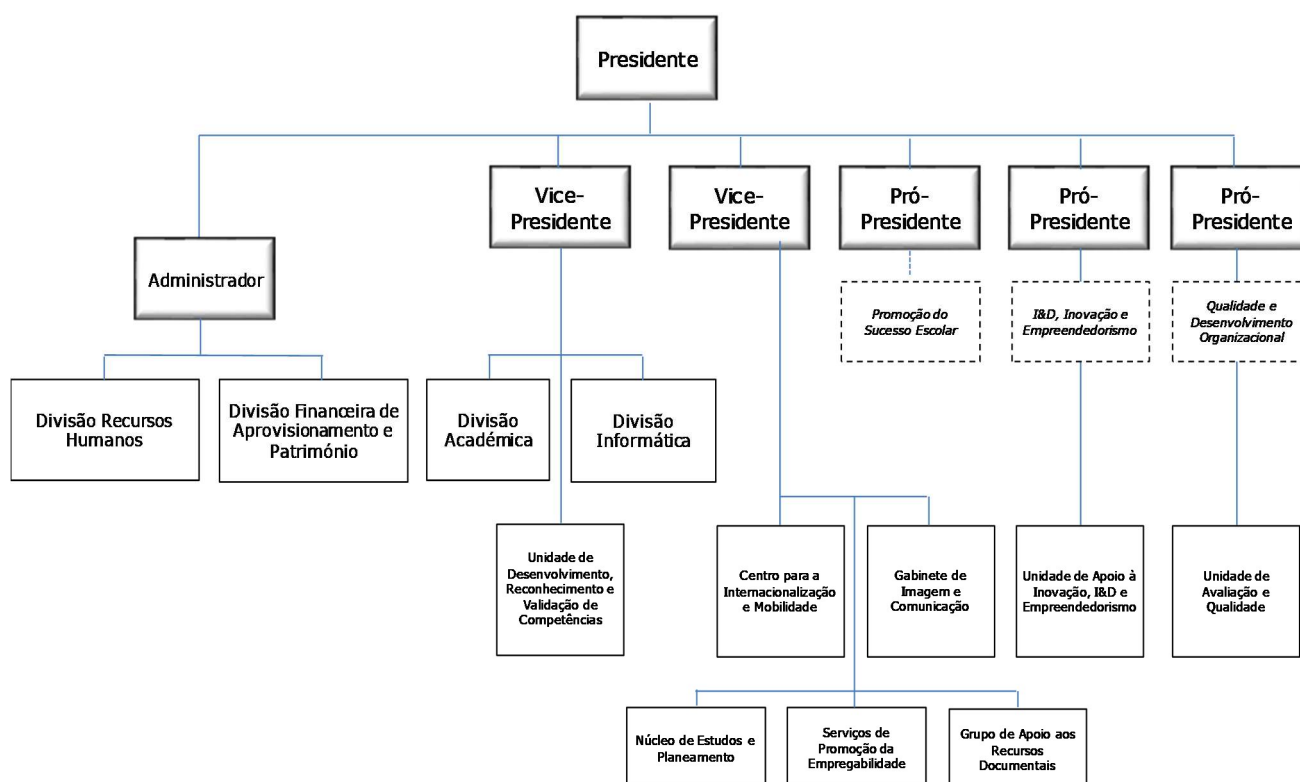 Presidente
Vice-
Presidente
Vice-
Presidente
Pró-
Presidente
Pró-
Presidente
Pró-
Presidente
Administrador
Promoção do
Sucesso Escolar
I&D, Inovação e
Empreendedorismo
Qualidade e
Desenvolvimento
Organizacional
Divisão Recursos
Humanos
Divisão Financeira de
Aprovisionamento e
Património
Divisão
Académica
Divisão
Informática
Unidade de
Desenvolvimento,
Reconhecimento e
Validação de
Competências
Centro para a
Internacionalização
e Mobilidade
Gabinete de
Imagem e
Comunicação
Unidade de Apoio à
Inovação, I&D e
Empreendedorismo
Unidade de
Avaliação e
Qualidade
Núcleo de Estudos e
Planeamento
Serviços de
Promoção da
Empregabilidade
Grupo de Apoio aos
Recursos
Documentais